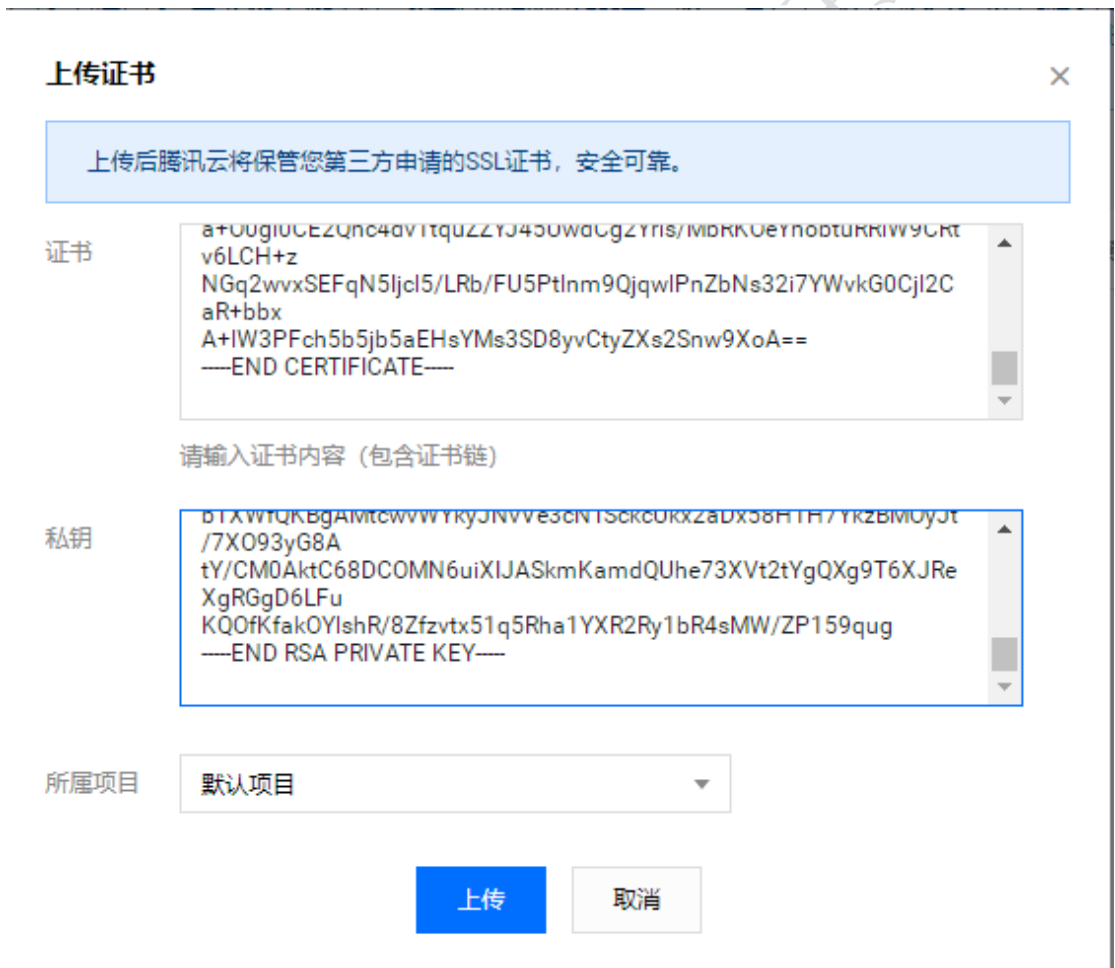 上传证书
上传后腾讯云将保管您第三方申请的SSL证书，安全可靠。
证书
v6LCH+z
NGq2wvxSEFqN5Ijcl5/LRb/FU5PtInm9QjqwlPnZbNs32i7YWvkG0CjI2C
aR+bbx
A+IW3PFch5b5jb5aEHsYMs3SD8yvCtyZXs2Snw9XoA==
-----END CERTIFICATE-----
请输入证书内容（包含证书链）
私钥
/7XO93yG8A
tY/CM0AktC68DCOMN6uiXIJASkmKamdQUhe73XVt2tYgQXg9T6XJRe
XgRGgD6LFu
KQOfKfakOYIshR/8Zfzvtx51q5Rha1YXR2Ry1bR4sMW/ZP159qug
-----END RSA PRIVATE KEY-----
所属项目
默认项目
上传
取消